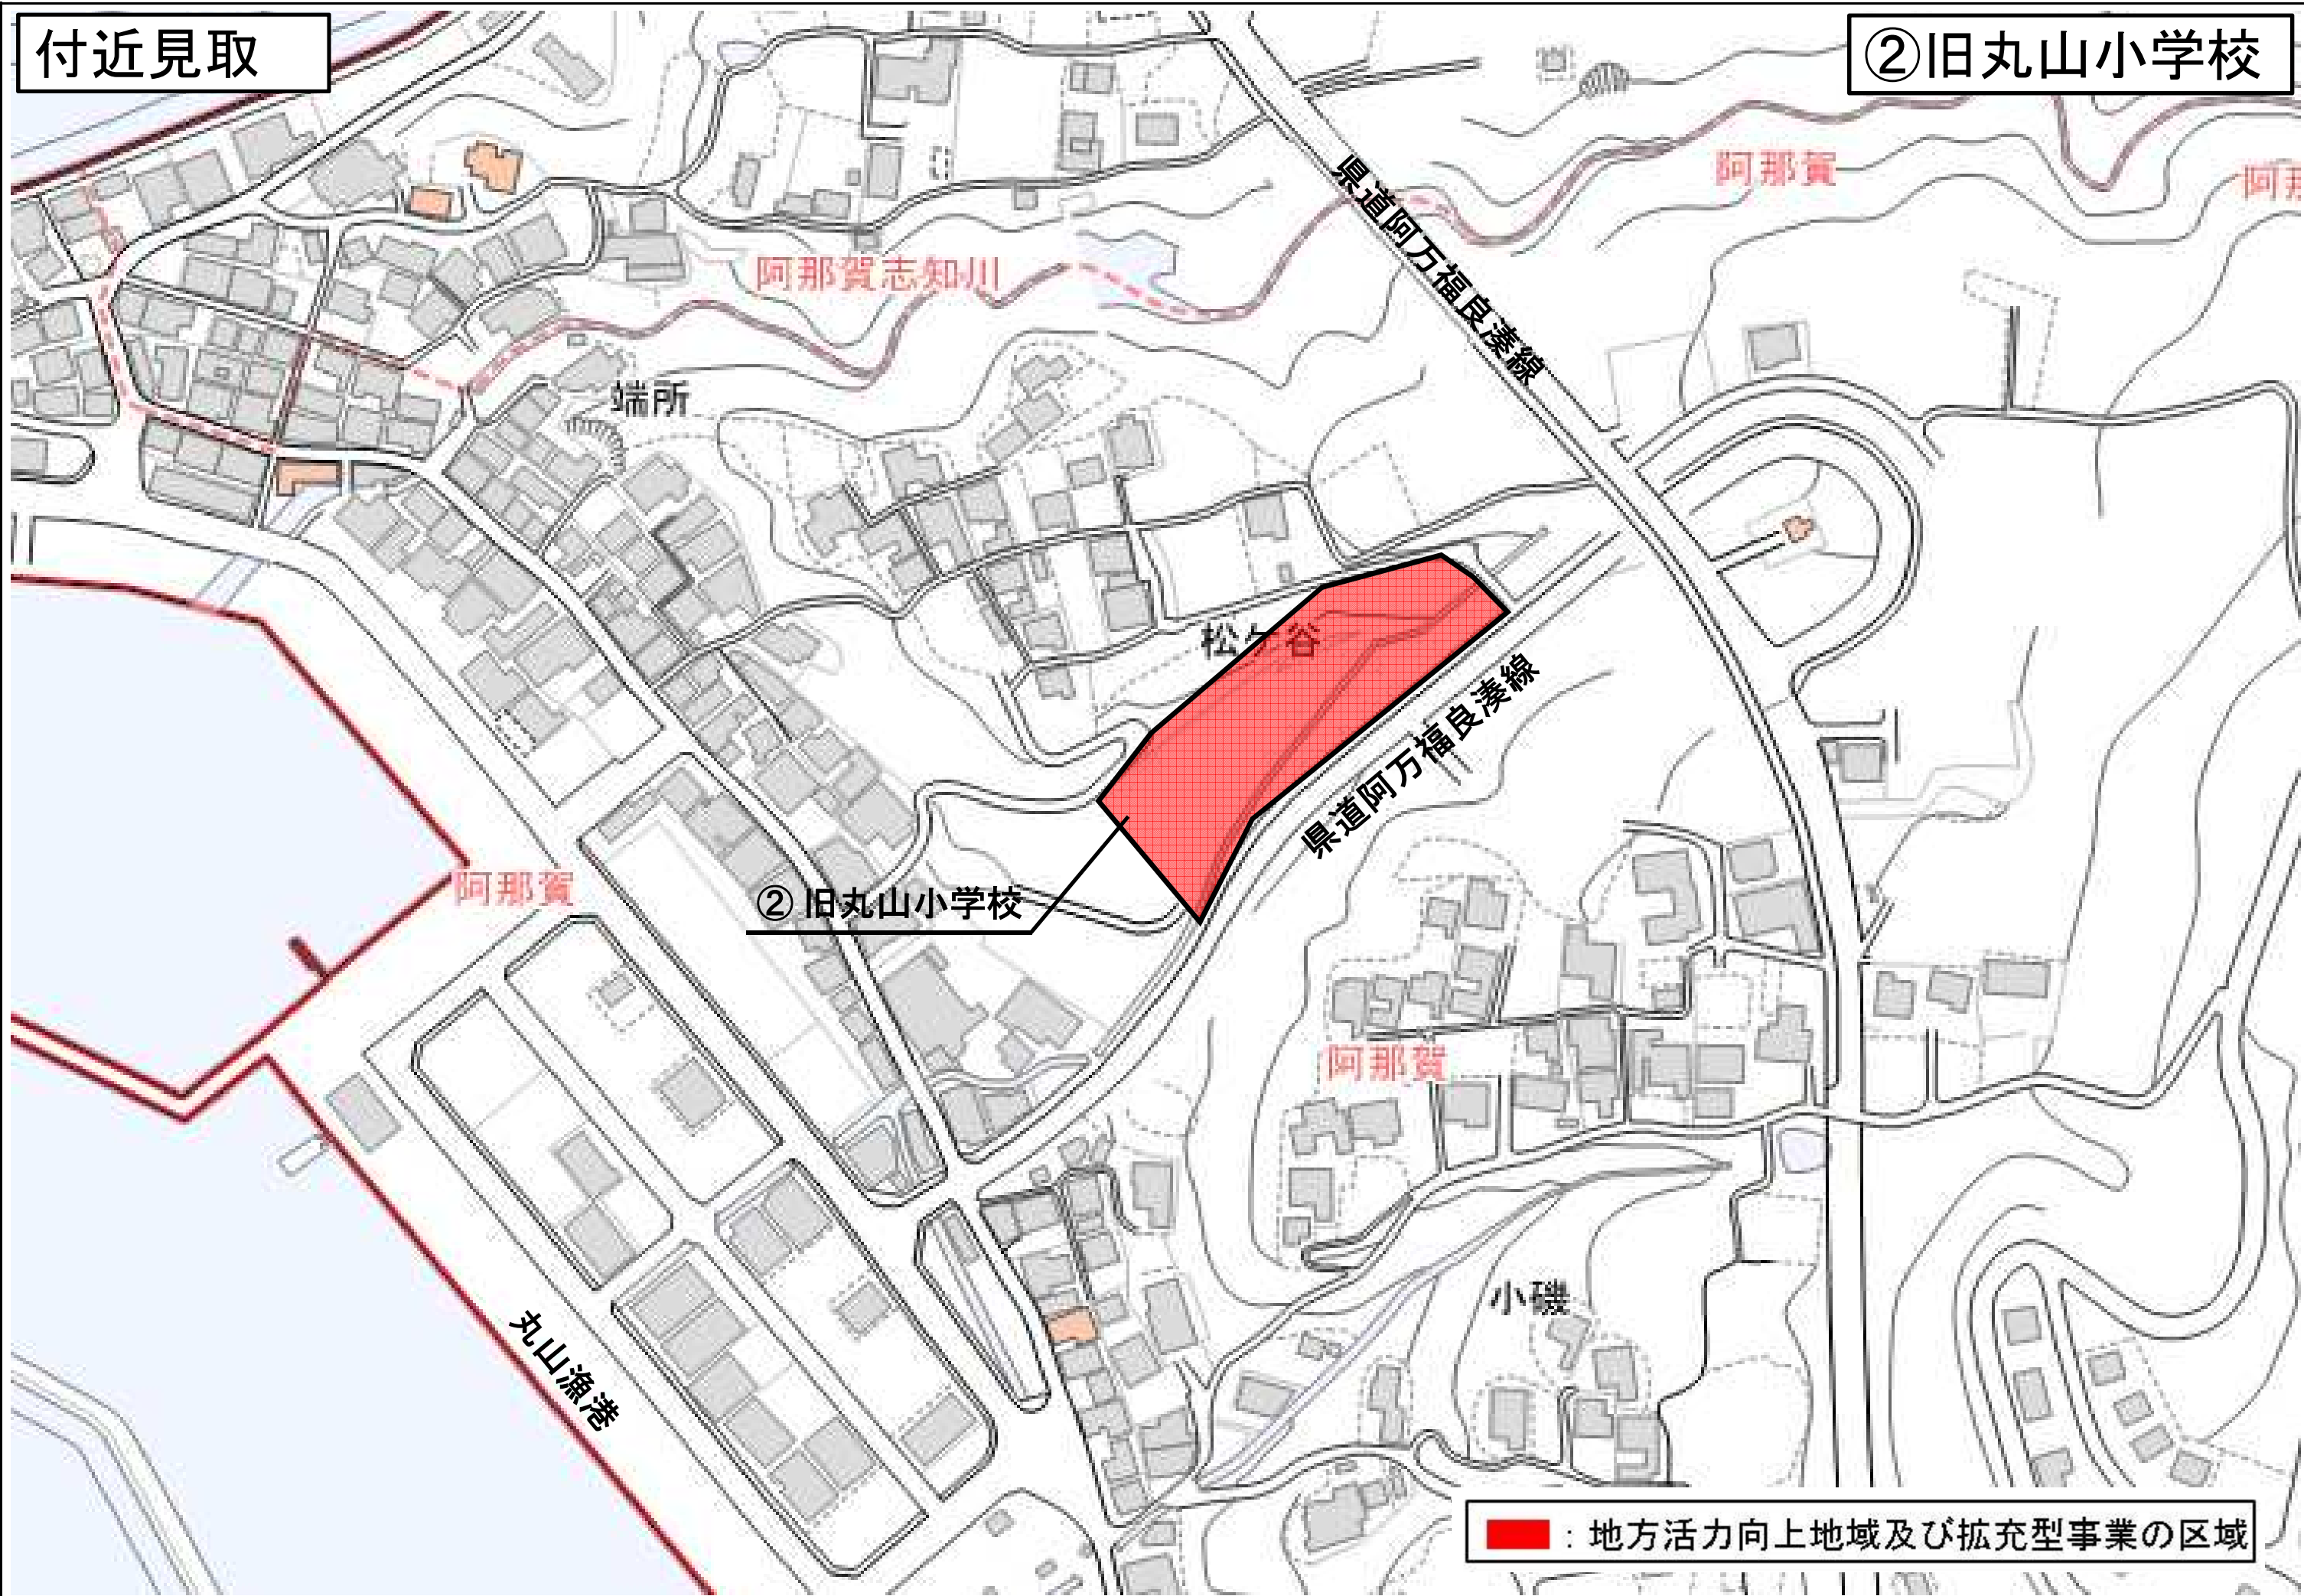 付近見取
②旧丸山小学校
阿那賀
県道阿万福良湊線
阿那賀志知川
端所
松ケ谷
県道阿万福良湊線
阿那賀
② 旧丸山小学校
阿那賀
小磯
丸山漁港
：地方活力向上地域及び拡充型事業の区域